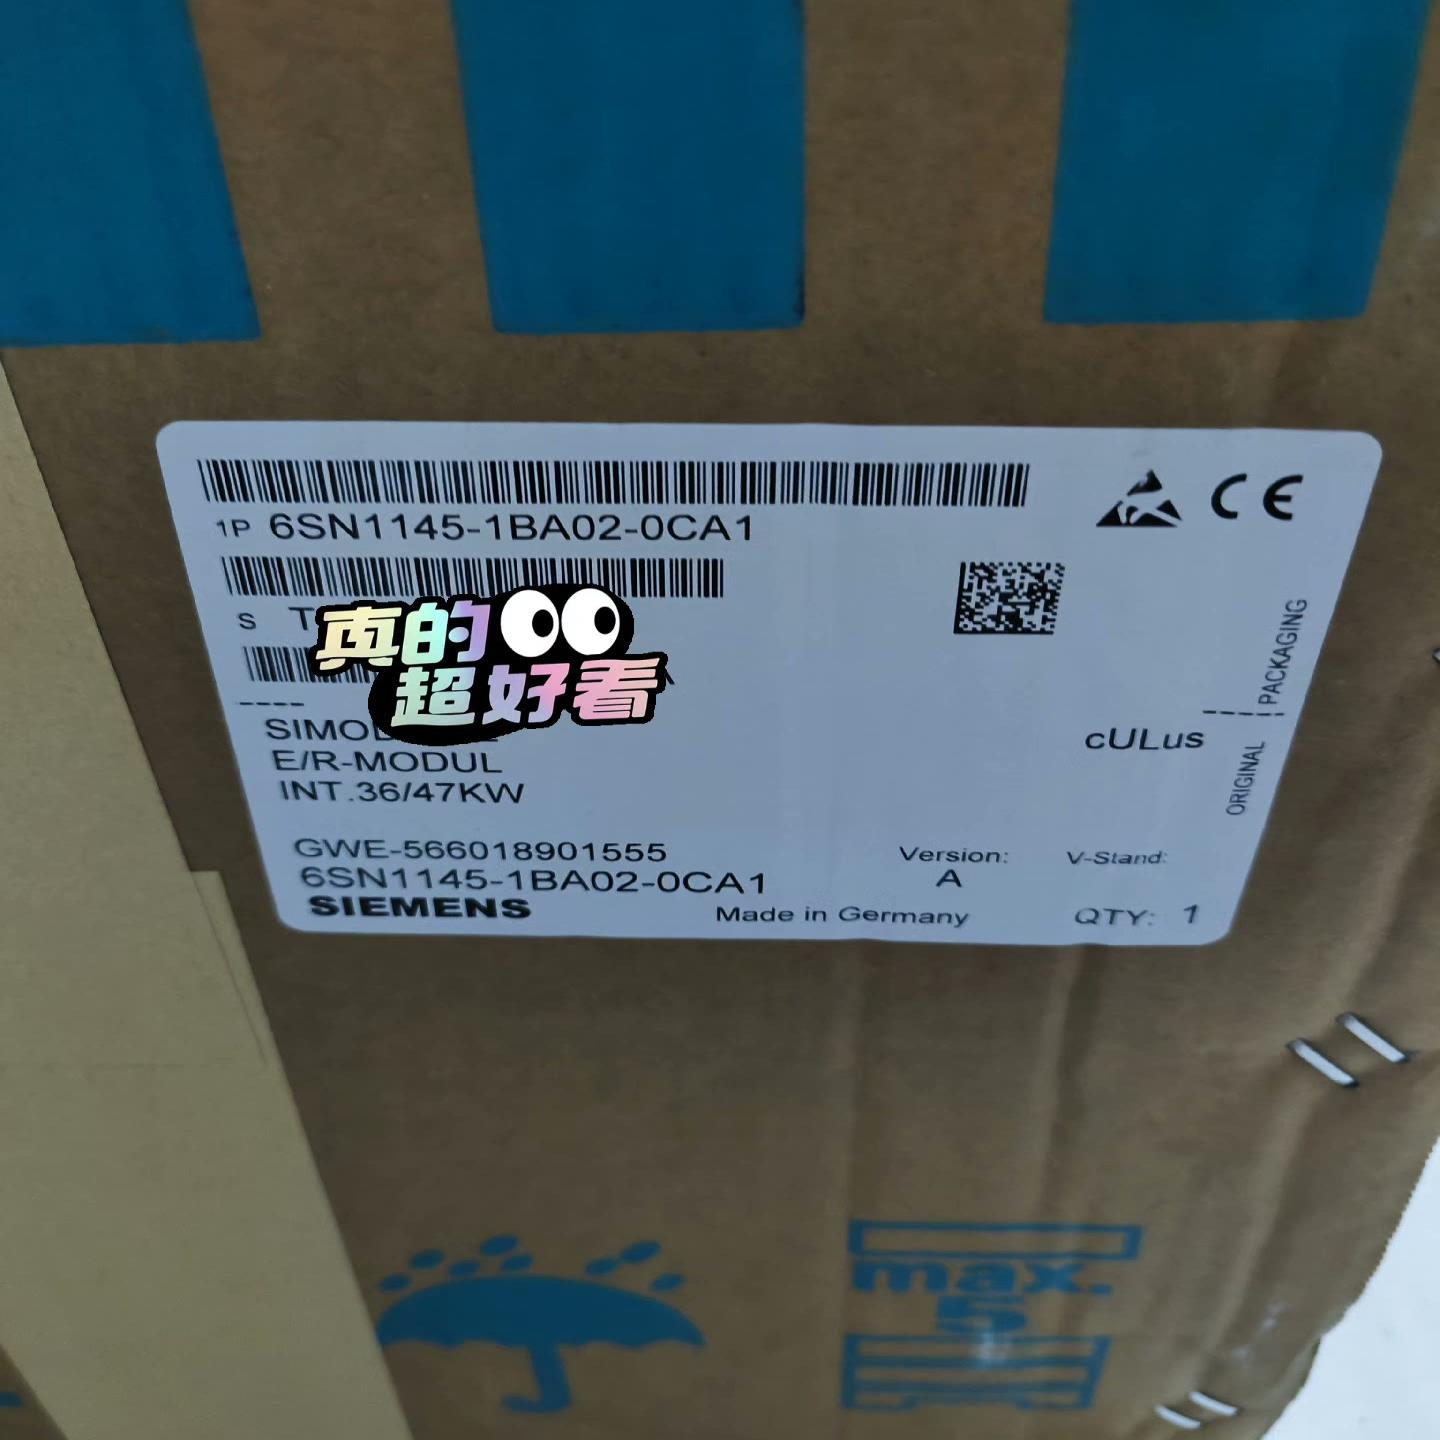 1P 6SN1145-1BA02-0CA1
S T
真的
超好看
E/R-MODUL
INT.36/47KW
GWE-566018901555
6SN1145-1BA02-0CA1
SIEMENS
Made in Germany
Version:
A
V-Stand:
QTY: 1
CE
cULus
PACKAGING
ORIGINAL
max.
5